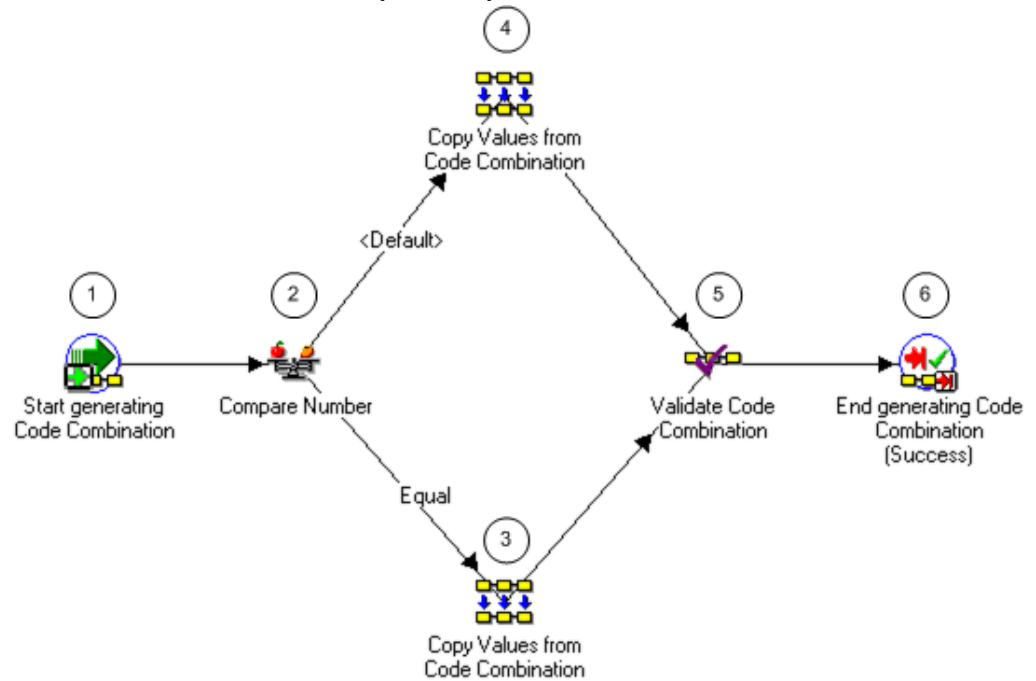 4
Copy Values from
Code Combination
<Default>
1
2
5
6
Start generating
Code Combination
Compare Number
Validate Code
Combination
End generating Code
Combination
(Success)
Equal
3
Copy Values from
Code Combination